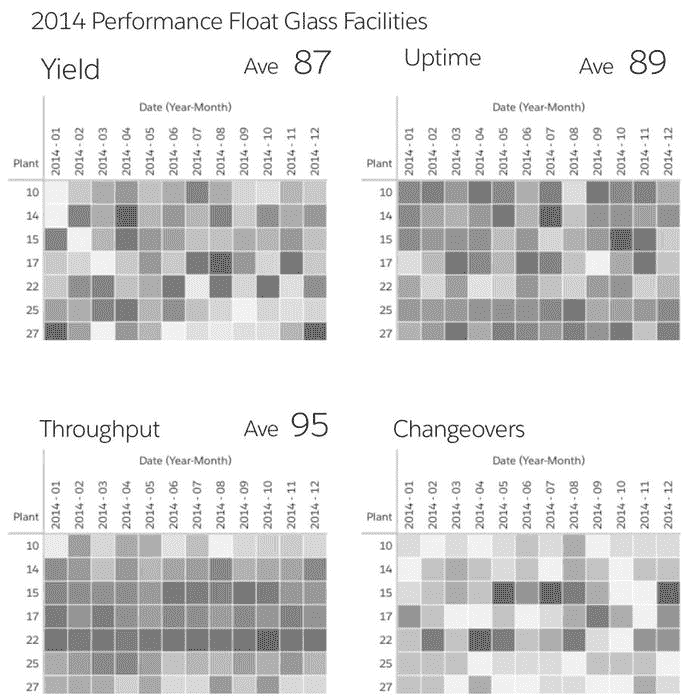 2014 Performance Float Glass Facilities
Yield Ave 87
Date (Year-Month)
Plant 2014 - 01 2014 - 02 2014 - 03 2014 - 04 2014 - 05 2014 - 06 2014 - 07 2014 - 08 2014 - 09 2014 - 10 2014 - 11 2014 - 12
10
14
15
17
22
25
27
Uptime Ave 89
Date (Year-Month)
Plant 2014 - 01 2014 - 02 2014 - 03 2014 - 04 2014 - 05 2014 - 06 2014 - 07 2014 - 08 2014 - 09 2014 - 10 2014 - 11 2014 - 12
10
14
15
17
22
25
27
Throughput Ave 95
Date (Year-Month)
Plant 2014 - 01 2014 - 02 2014 - 03 2014 - 04 2014 - 05 2014 - 06 2014 - 07 2014 - 08 2014 - 09 2014 - 10 2014 - 11 2014 - 12
10
14
15
17
22
25
27
Changeovers
Date (Year-Month)
Plant 2014 - 01 2014 - 02 2014 - 03 2014 - 04 2014 - 05 2014 - 06 2014 - 07 2014 - 08 2014 - 09 2014 - 10 2014 - 11 2014 - 12
10
14
15
17
22
25
27